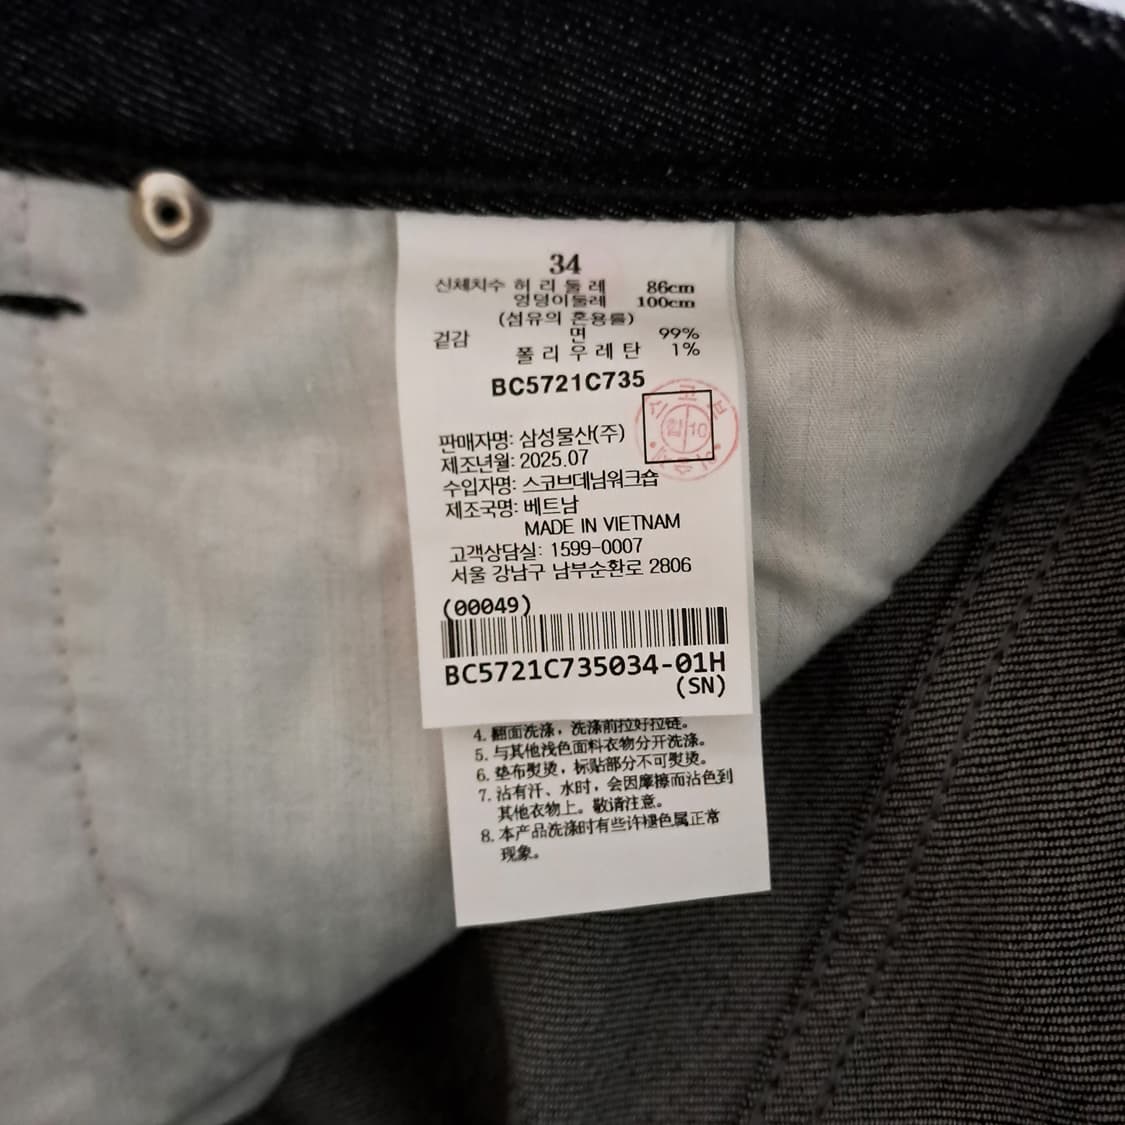 34
신체치수 허 리 둘 레 86cm
엉덩이둘레 100cm
(섬유의 혼용률)
겉감 면 99%
폴 리 우 레 탄 1%
BC5721C735
판매자명: 삼성물산(주)
제조년월: 2025.07
수입자명: 스코브데님워크숍
제조국명: 베트남
MADE IN VIETNAM
고객상담실: 1599-0007
서울 강남구 남부순환로 2806
(00049)
BC5721C735034-01H
(SN)
4. 翻面洗涤，洗涤前拉好拉链。
5. 与其他浅色面料衣物分开洗涤。
6. 垫布熨烫，标贴部分不可熨烫。
7. 沾有汗、水时，会因摩擦而沾色到
其他衣物上。敬请注意。
8. 本产品洗涤时有些许褪色属正常
现象。